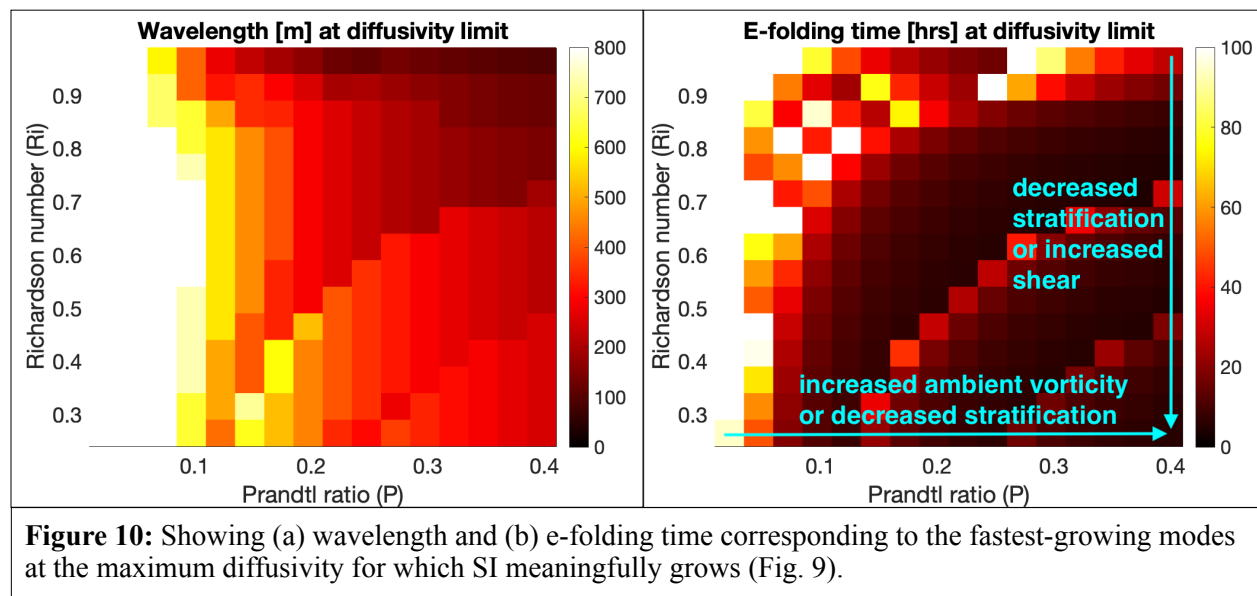 Wavelength [m] at diffusivity limit
Richardson number (Ri)
0.9
0.8
0.7
0.6
0.5
0.4
0.3
0.1
0.2
0.3
0.4
Prandtl ratio (P)
800
700
600
500
400
300
200
100
0
E-folding time [hrs] at diffusivity limit
Richardson number (Ri)
0.9
0.8
0.7
0.6
0.5
0.4
0.3
decreased
stratification
or increased
shear
increased ambient vorticity
or decreased stratification
0.1
0.2
0.3
0.4
Prandtl ratio (P)
100
80
60
40
20
0
Figure 10: Showing (a) wavelength and (b) e-folding time corresponding to the fastest-growing modes
at the maximum diffusivity for which SI meaningfully grows (Fig. 9).